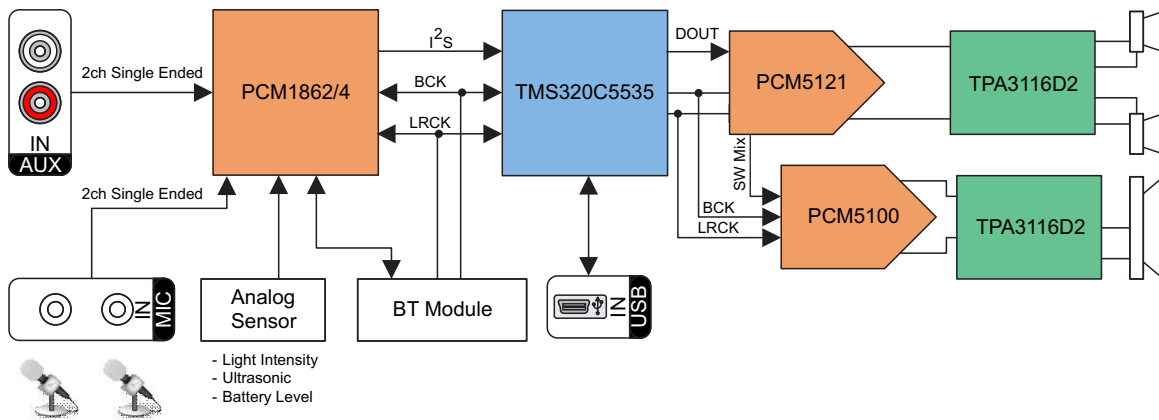 IN
AUX
2ch Single Ended
PCM1862/4
I2S
BCK
LRCK
TMS320C5535
DOUT
PCM5121
TPA3116D2
SW Mix
BCK
LRCK
PCM5100
TPA3116D2
2ch Single Ended
IN
MIC
Analog
Sensor
BT Module
IN
USB
- Light Intensity
- Ultrasonic
- Battery Level